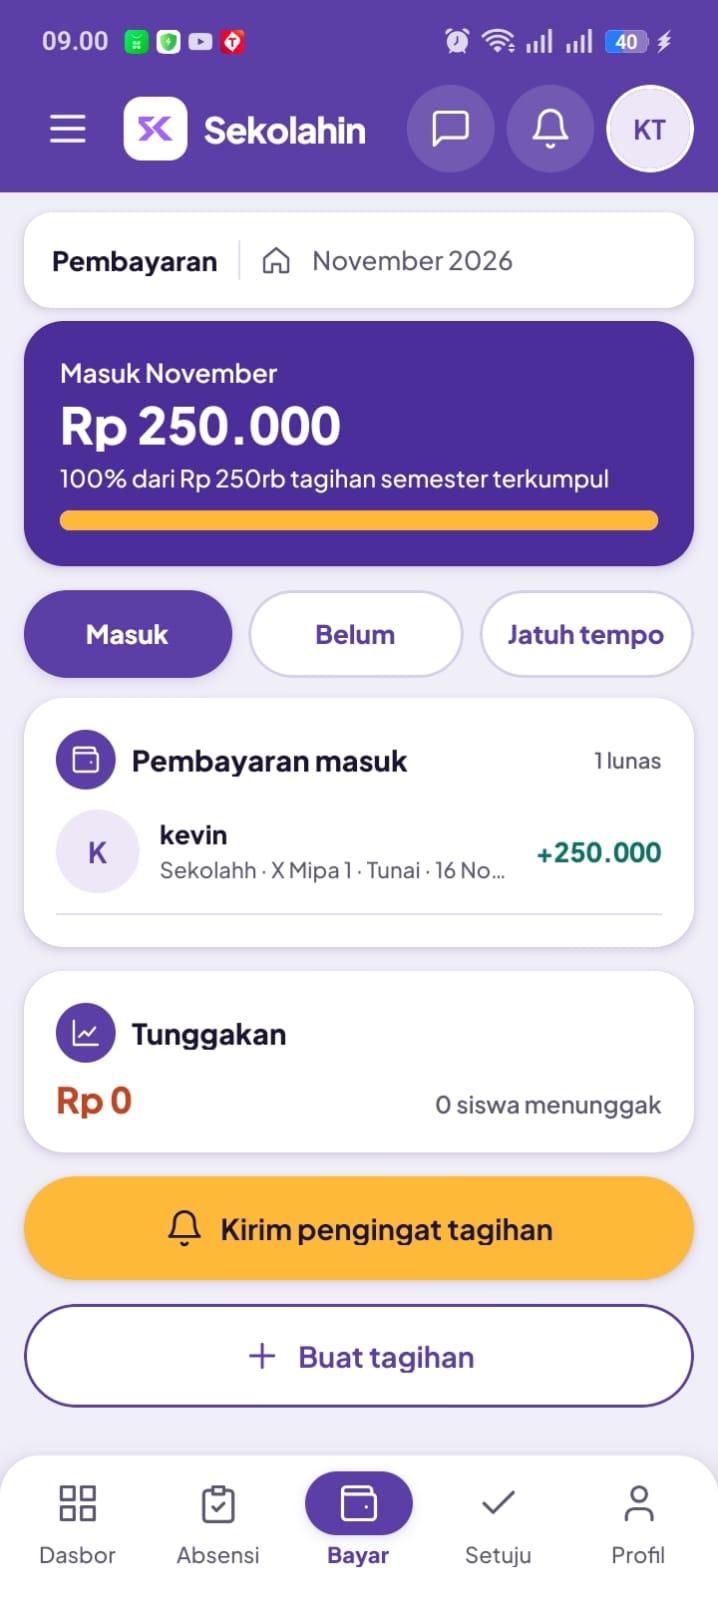 09.00
40
Sekolahin
KT
Pembayaran
November 2026
Masuk November
Rp 250.000
100% dari Rp 250rb tagihan semester terkumpul
Masuk
Belum
Jatuh tempo
Pembayaran masuk
1 lunas
K
kevin
Sekolahh · X Mipa 1 · Tunai · 16 No...
+250.000
Tunggakan
Rp 0
0 siswa menunggak
Kirim pengingat tagihan
+ Buat tagihan
Dasbor
Absensi
Bayar
Setuju
Profil